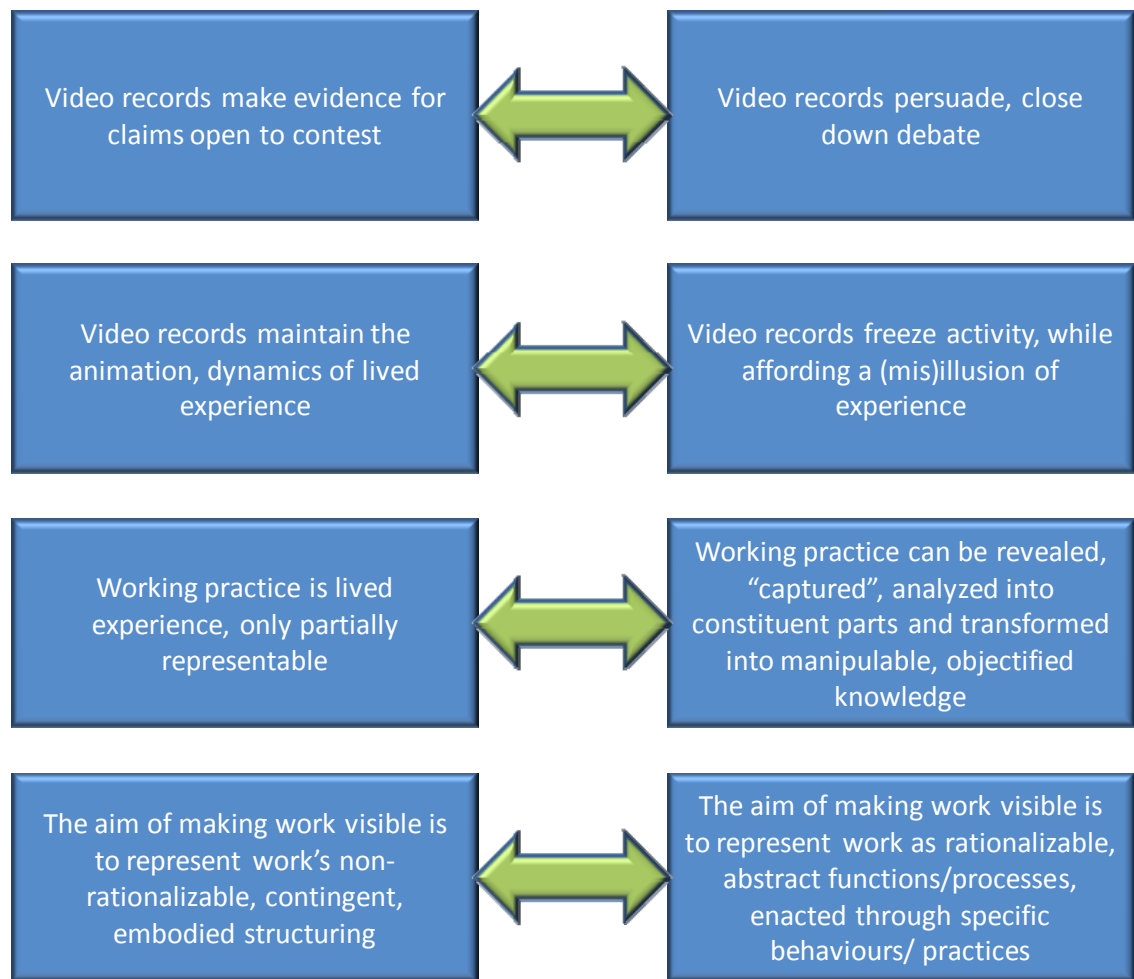 Video records make evidence for
claims open to contest
Video records persuade, close
down debate
Video records maintain the
animation, dynamics of lived
experience
Video records freeze activity, while
affording a (mis)illusion of
experience
Working practice is lived
experience, only partially
representable
Working practice can be revealed,
“captured”, analyzed into
constituent parts and transformed
into manipulable, objectified
knowledge
The aim of making work visible is
to represent work’s non-
rationalizable, contingent,
embodied structuring
The aim of making work visible is
to represent work as rationalizable,
abstract functions/processes,
enacted through specific
behaviours/ practices